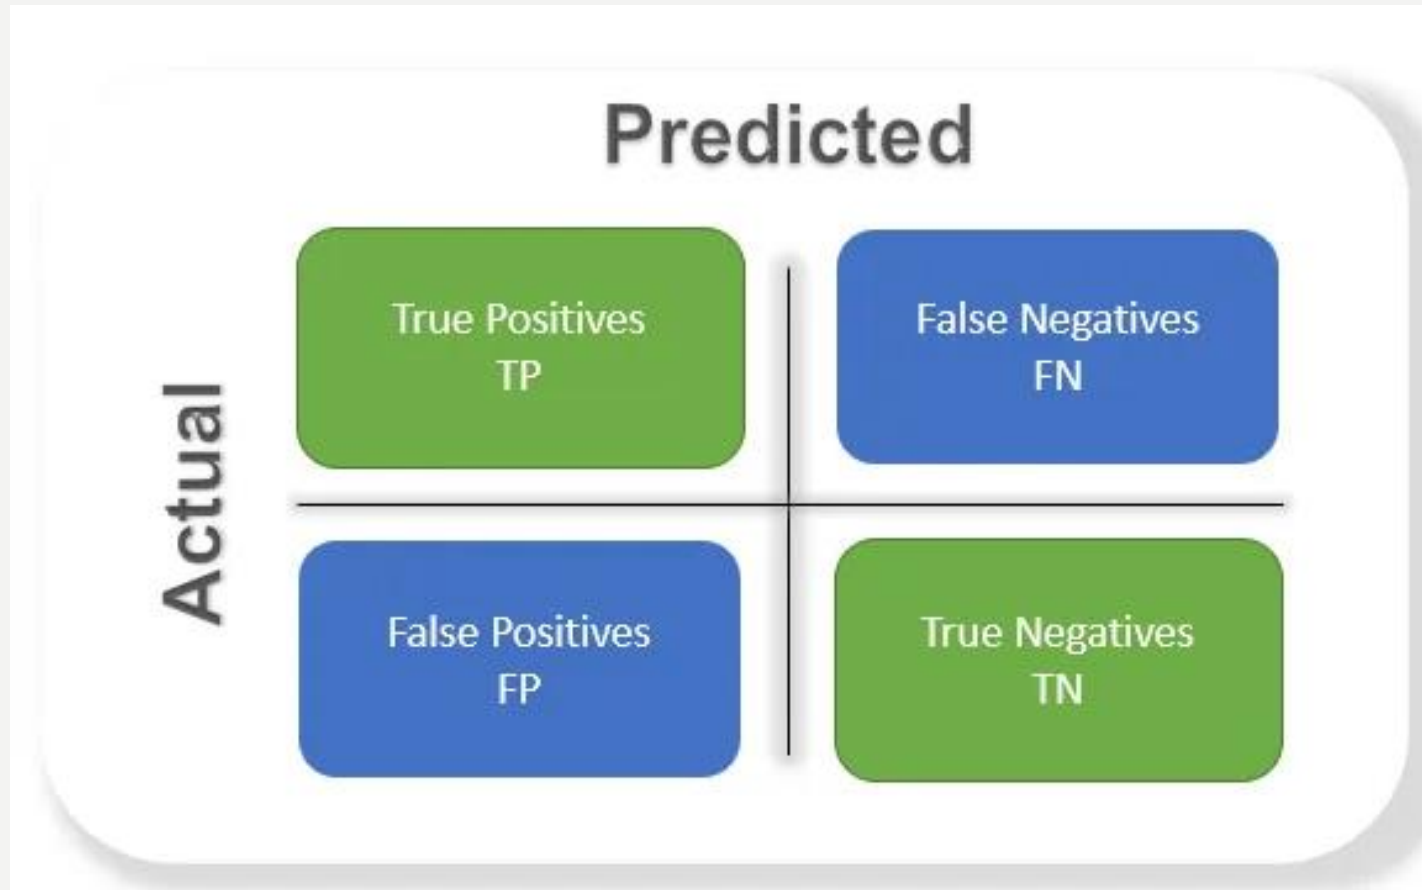 Predicted
Actual
True Positives
TP
False Negatives
FN
False Positives
FP
True Negatives
TN